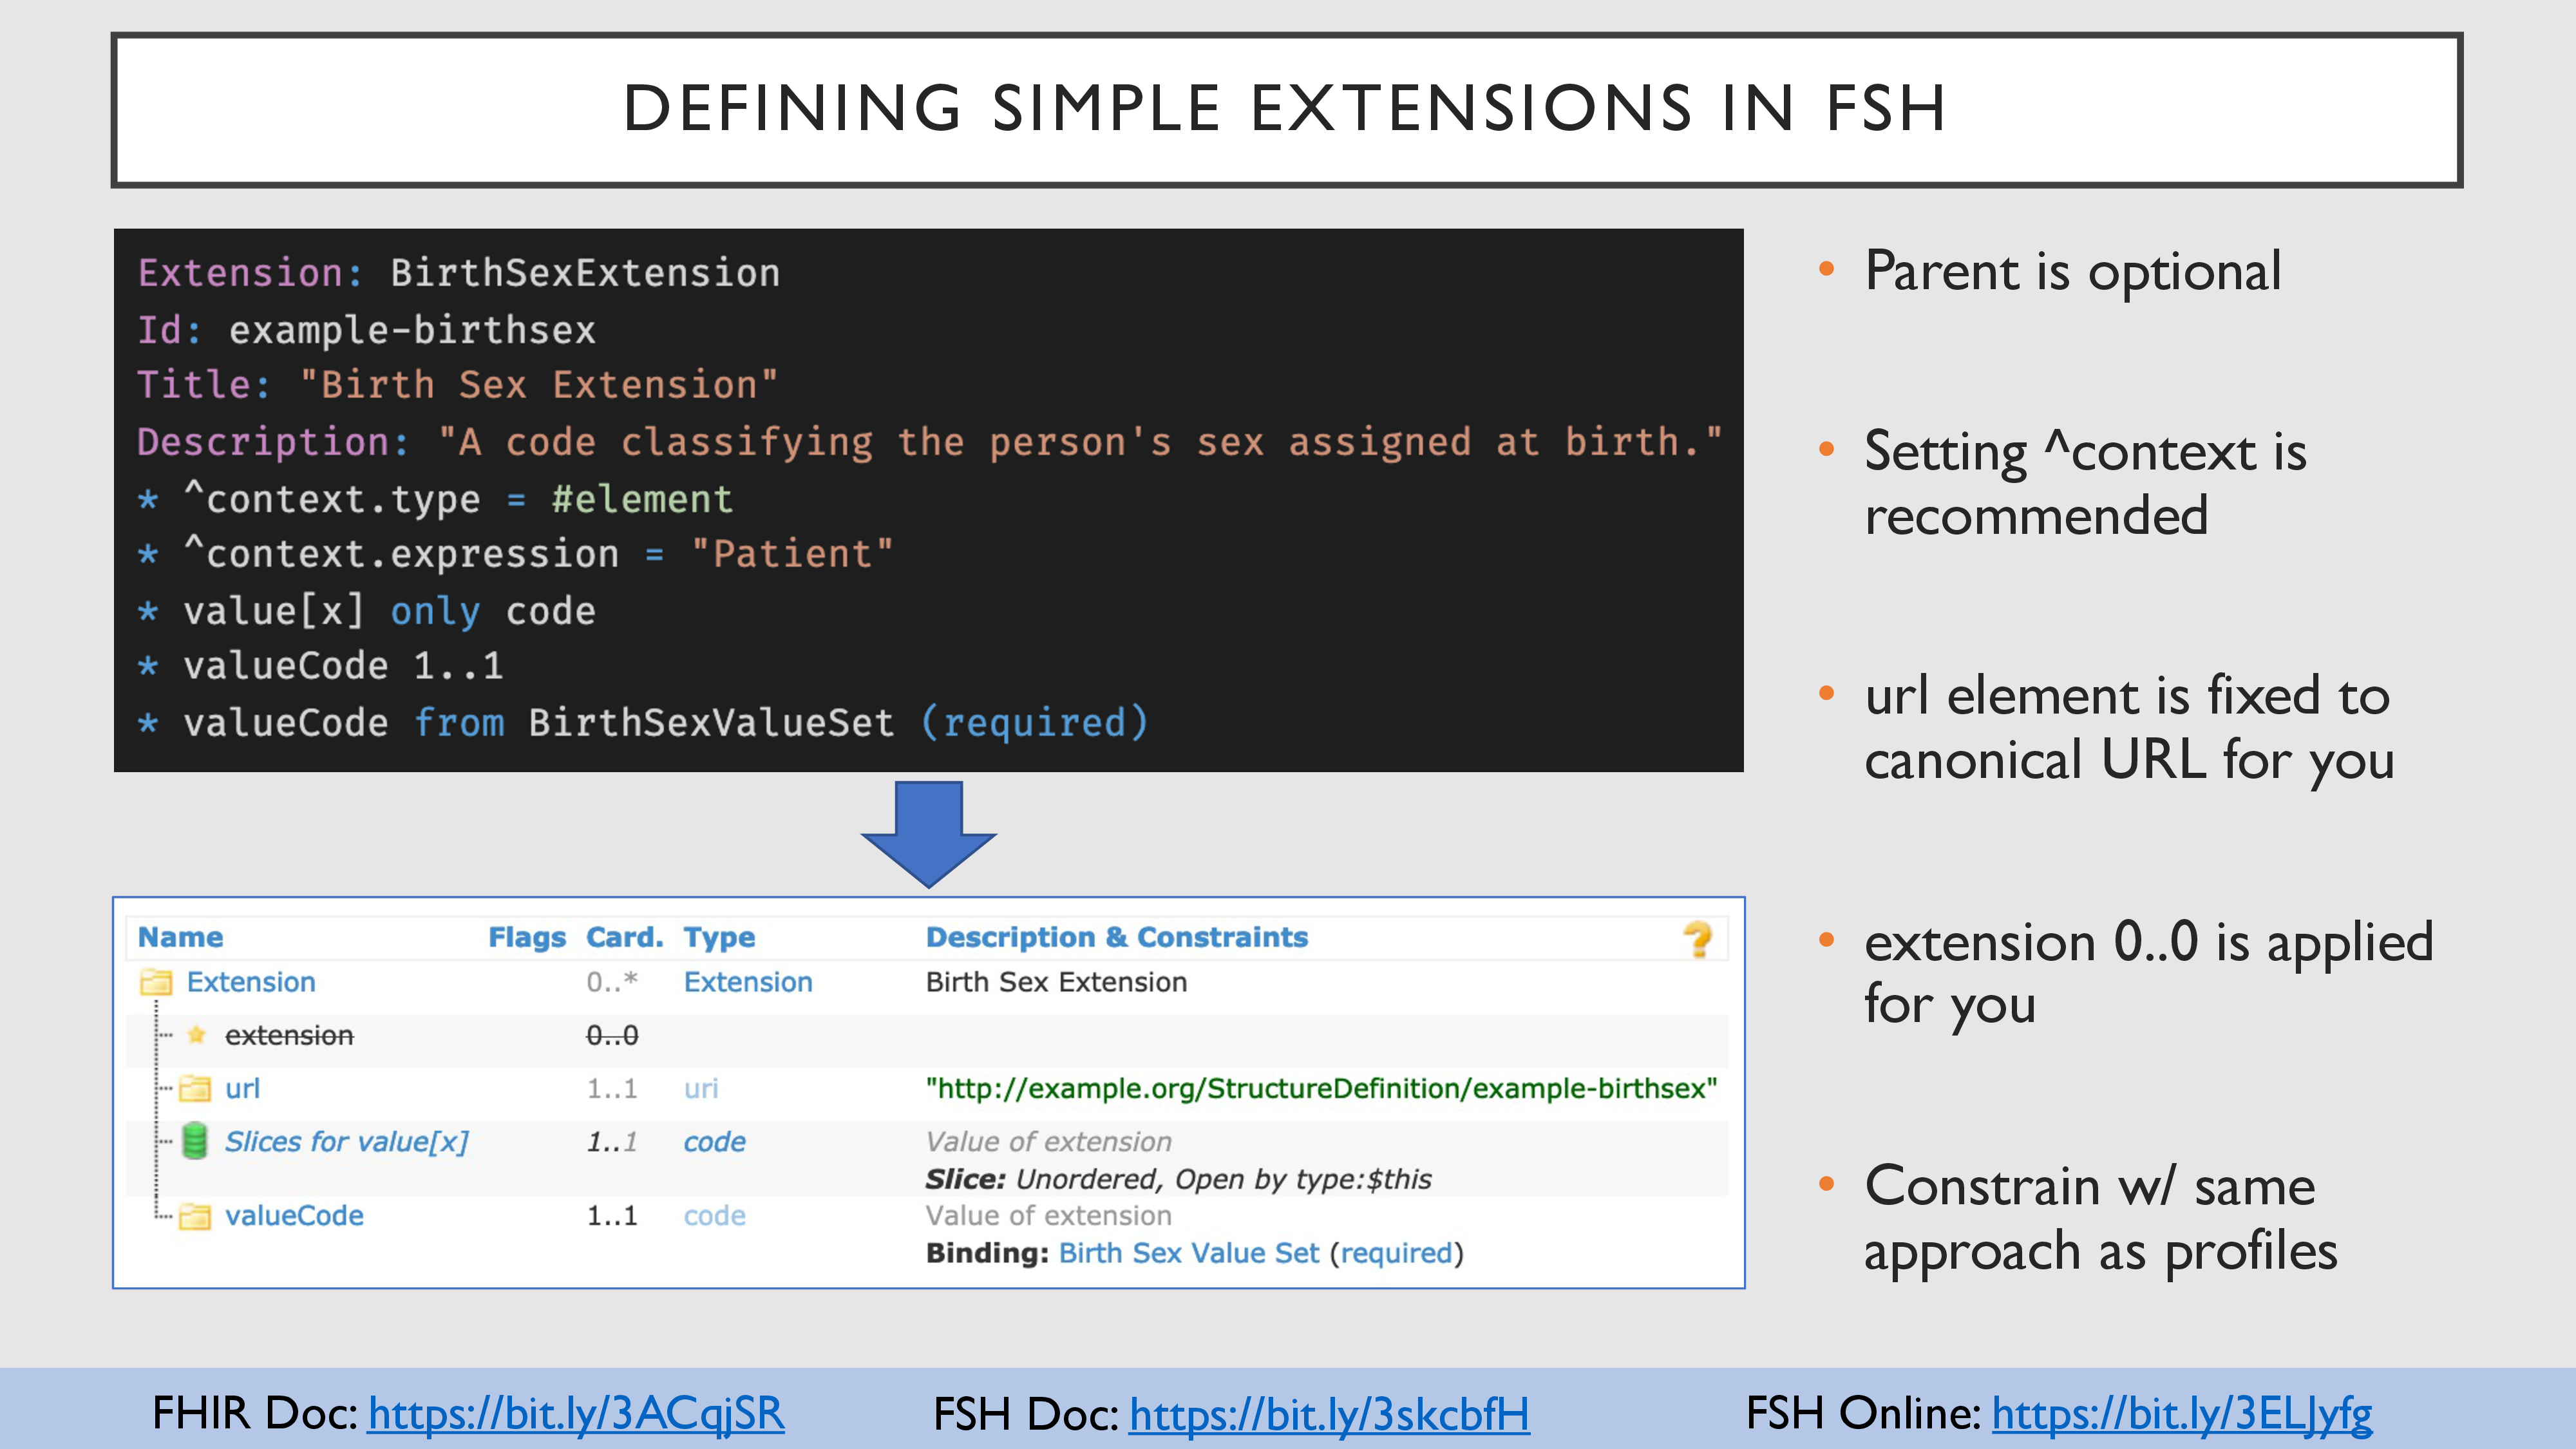 DEFINING SIMPLE EXTENSIONS IN FSH
Extension: BirthSexExtension
Id: example-birthsex
Title: "Birth Sex Extension"
Description: "A code classifying the person's sex assigned at birth."
* ^context.type = #element
* ^context.expression = "Patient"
* value[x] only code
* valueCode 1..1
* valueCode from BirthSexValueSet (required)
Name Flags Card. Type Description & Constraints ?
Extension 0..* Extension Birth Sex Extension
extension 0..0
url 1..1 uri "http://example.org/StructureDefinition/example-birthsex"
Slices for value[x] 1..1 code Value of extension
Slice: Unordered, Open by type:$this
valueCode 1..1 code Value of extension
Binding: Birth Sex Value Set (required)
• Parent is optional
• Setting ^context is
recommended
• url element is fixed to
canonical URL for you
• extension 0..0 is applied
for you
• Constrain w/ same
approach as profiles
FHIR Doc: https://bit.ly/3ACqjSR FSH Doc: https://bit.ly/3skcbfH FSH Online: https://bit.ly/3ELJyfg